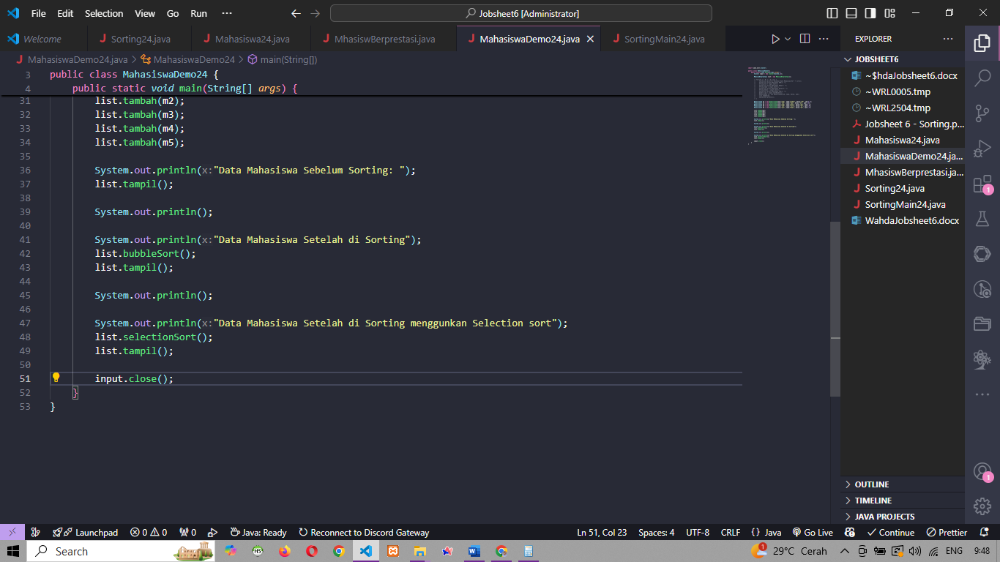 File Edit Selection View Go Run ··· Jobsheet6 [Administrator]
Welcome Sorting24.java Mahasiswa24.java MhasiswBerprestasi.java MahasiswaDemo24.java SortingMain24.java
MahasiswaDemo24.java > MahasiswaDemo24 > main(String[])
3 public class MahasiswaDemo24 {
4 public static void main(String[] args) {
31 list.tambah(m2);
32 list.tambah(m3);
33 list.tambah(m4);
34 list.tambah(m5);
35
36 System.out.println(x:"Data Mahasiswa Sebelum Sorting: ");
37 list.tampil();
38
39 System.out.println();
40
41 System.out.println(x:"Data Mahasiswa Setelah di Sorting");
42 list.bubbleSort();
43 list.tampil();
44
45 System.out.println();
46
47 System.out.println(x:"Data Mahasiswa Setelah di Sorting menggunkan Selection sort");
48 list.selectionSort();
49 list.tampil();
50
51 input.close();
52 }
53 }
EXPLORER ···
JOBSHEET6
~$hdaJobsheet6.docx
~WRL0005.tmp
~WRL2504.tmp
Jobsheet 6 - Sorting.p...
Mahasiswa24.java
MahasiswaDemo24.ja...
MhasiswBerprestasi.ja...
Sorting24.java
SortingMain24.java
WahdaJobsheet6.docx
OUTLINE
TIMELINE
JAVA PROJECTS
1
1
Launchpad 0 0 0 Java: Ready Reconnect to Discord Gateway Ln 51, Col 23 Spaces: 4 UTF-8 CRLF {} Java Go Live Continue Prettier
Search 1 29°C Cerah ENG 9:48